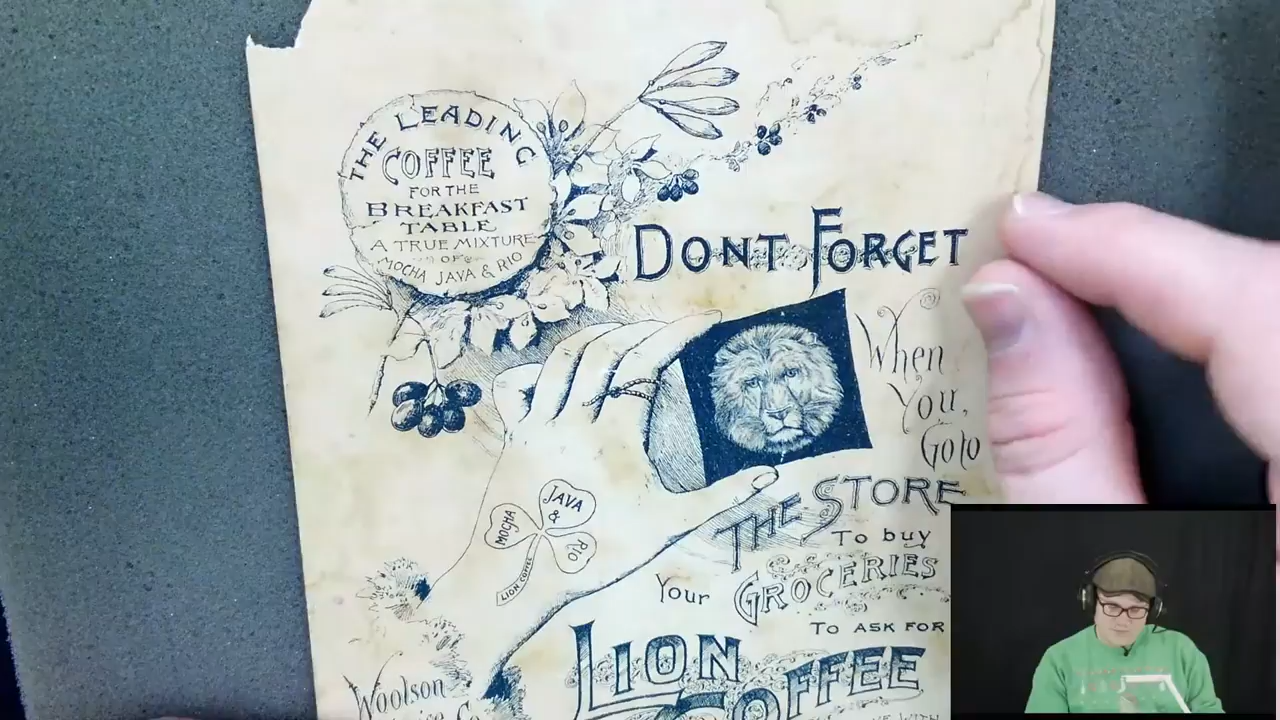 THE LEADING
COFFEE
FOR THE
BREAKFAST
TABLE
A TRUE MIXTURE
OF
MOCHA JAVA & RIO
DONT FORGET
When
You,
Go to
THE STORE
To buy
Your GROCERIES
TO ASK FOR
LION
COFFEE
JAVA
&
MOCHA
RIO
LION COFFEE
Woolson
WITH